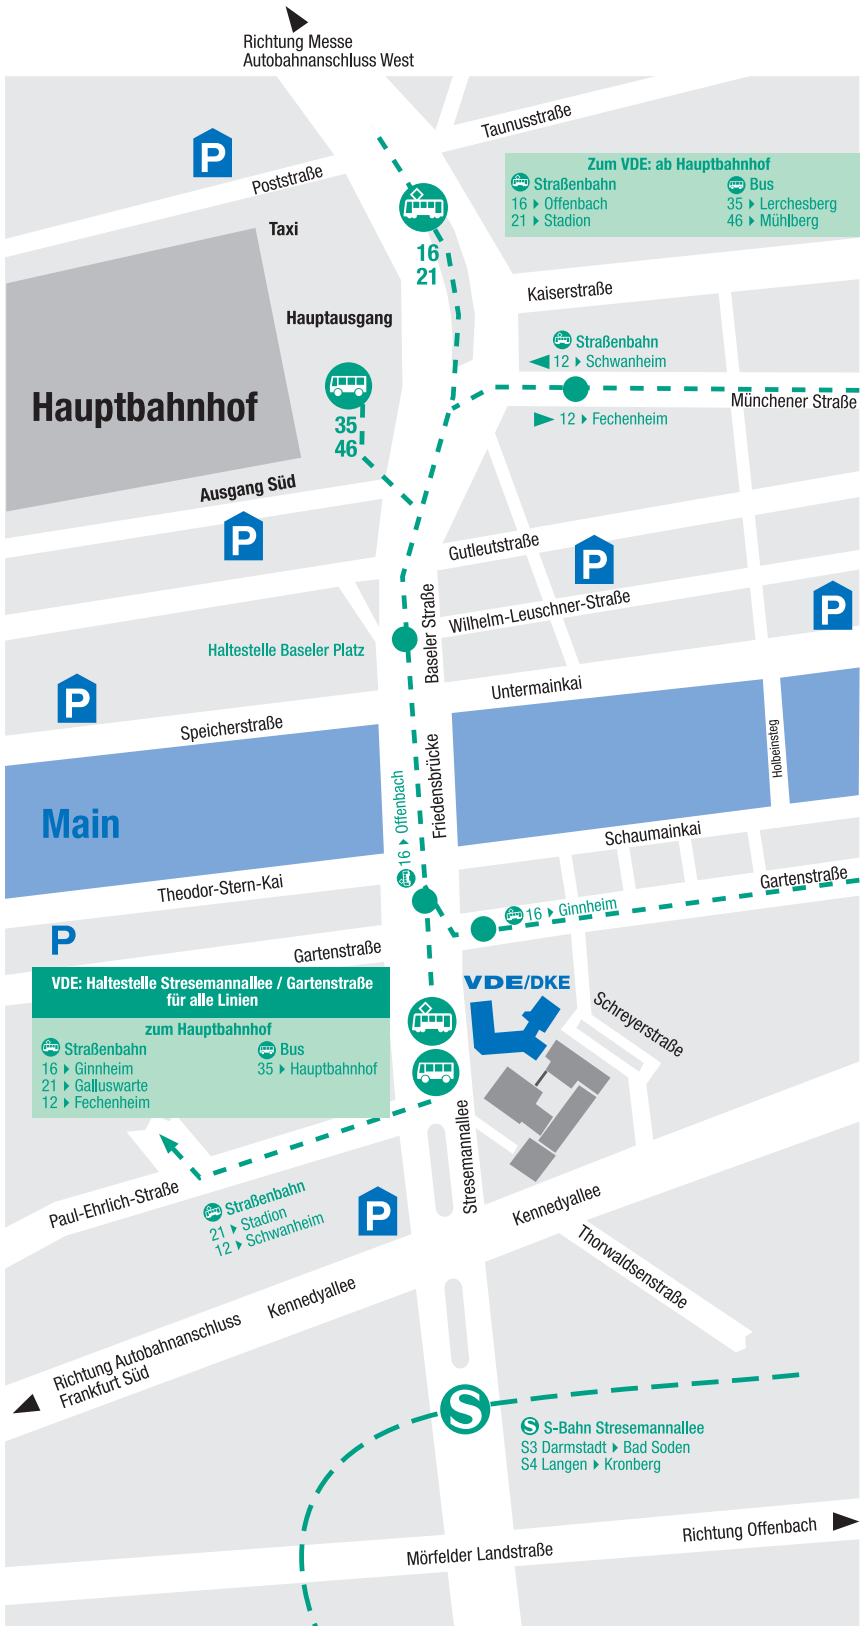 Richtung Messe
Autobahnanschluss West
Taunusstraße
P
Poststraße
Zum VDE: ab Hauptbahnhof
Straßenbahn
16 ▸ Offenbach
21 ▸ Stadion
Bus
35 ▸ Lerchesberg
46 ▸ Mühlberg
Taxi
16
21
Kaiserstraße
Hauptausgang
Straßenbahn
12 ▸ Schwanheim
Hauptbahnhof
35
46
Münchener Straße
12 ▸ Fechenheim
Ausgang Süd
P
Gutleutstraße
P
P
Wilhelm-Leuschner-Straße
Baseler Straße
Haltestelle Baseler Platz
P
Untermainkai
Speicherstraße
Holbeinsteg
Friedensbrücke
Main
16 ▸ Offenbach
Schaumainkai
Theodor-Stern-Kai
Gartenstraße
16 ▸ Ginnheim
P
Gartenstraße
VDE: Haltestelle Stresemannallee / Gartenstraße
für alle Linien
zum Hauptbahnhof
Straßenbahn
16 ▸ Ginnheim
21 ▸ Galluswarte
12 ▸ Fechenheim
Bus
35 ▸ Hauptbahnhof
VDE/DKE
Schreyerstraße
Stresemannallee
Paul-Ehrlich-Straße
Straßenbahn
21 ▸ Stadion
12 ▸ Schwanheim
P
Kennedyallee
Thorwaldsenstraße
Kennedyallee
Richtung Autobahnanschluss
Frankfurt Süd
S
S S-Bahn Stresemannallee
S3 Darmstadt ▸ Bad Soden
S4 Langen ▸ Kronberg
Richtung Offenbach
Mörfelder Landstraße